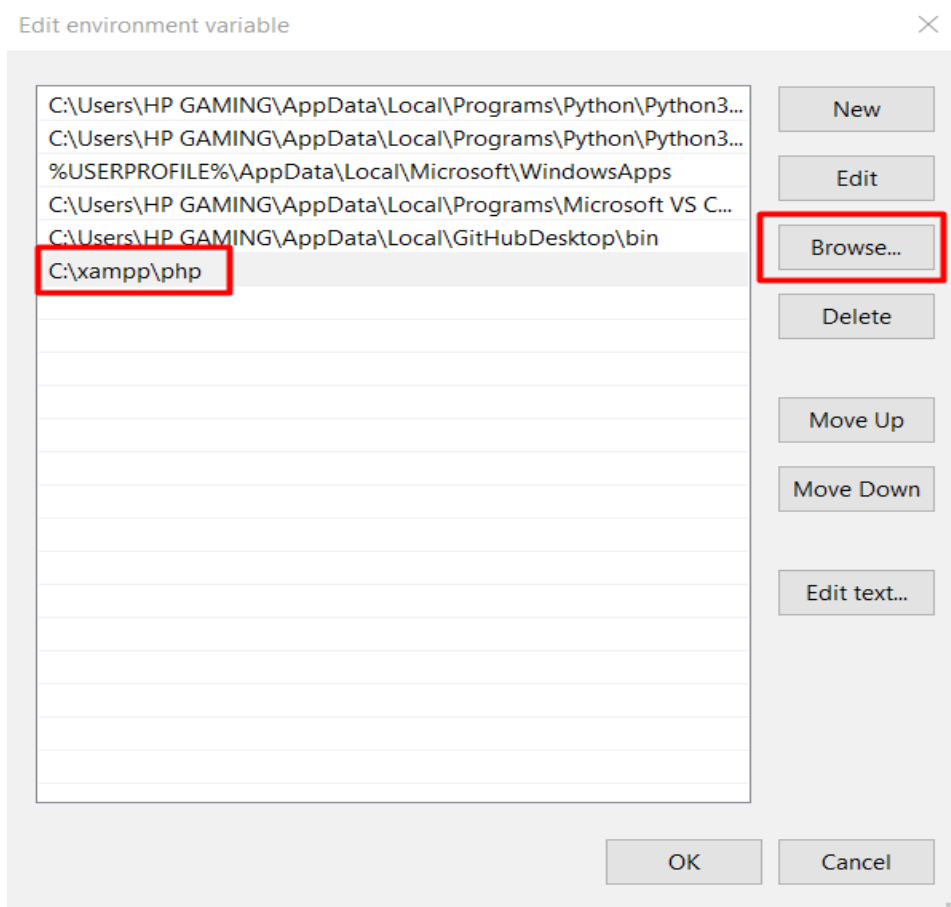 Edit environment variable
C:\Users\HP GAMING\AppData\Local\Programs\Python\Python3...
C:\Users\HP GAMING\AppData\Local\Programs\Python\Python3...
%USERPROFILE%\AppData\Local\Microsoft\WindowsApps
C:\Users\HP GAMING\AppData\Local\Programs\Microsoft VS C...
C:\Users\HP GAMING\AppData\Local\GitHubDesktop\bin
C:\xampp\php
New
Edit
Browse...
Delete
Move Up
Move Down
Edit text...
OK
Cancel